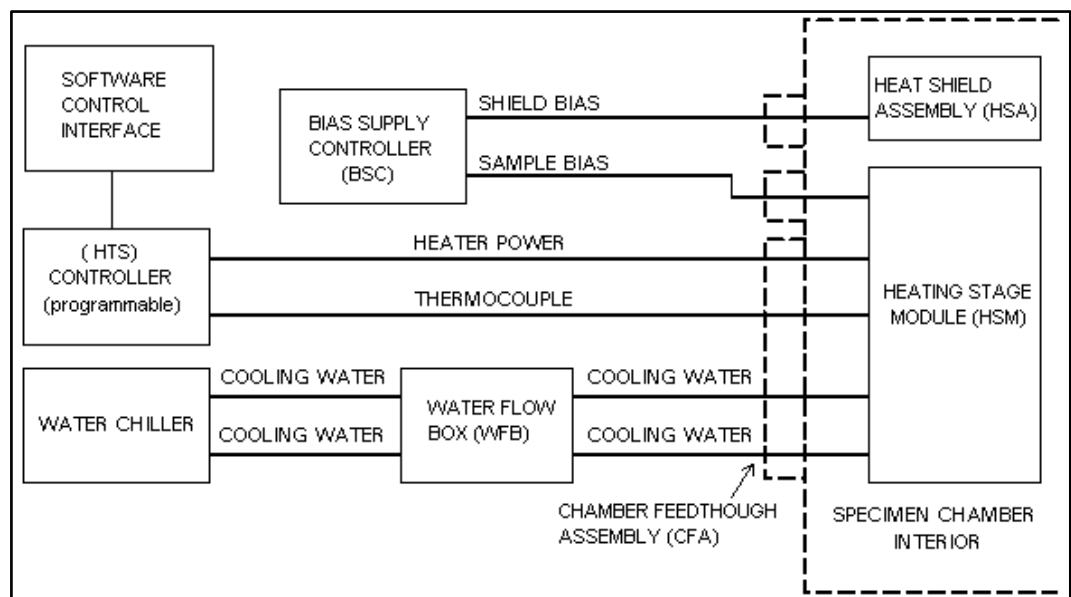 SOFTWARE
CONTROL
INTERFACE
BIAS SUPPLY
CONTROLLER
(BSC)
SHIELD BIAS
SAMPLE BIAS
HEAT SHIELD
ASSEMBLY (HSA)
( HTS)
CONTROLLER
(programmable)
HEATER POWER
THERMOCOUPLE
HEATING STAGE
MODULE (HSM)
WATER CHILLER
COOLING WATER
COOLING WATER
WATER FLOW
BOX (WFB)
COOLING WATER
COOLING WATER
CHAMBER FEEDTHOUGH
ASSEMBLY (CFA)
SPECIMEN CHAMBER
INTERIOR